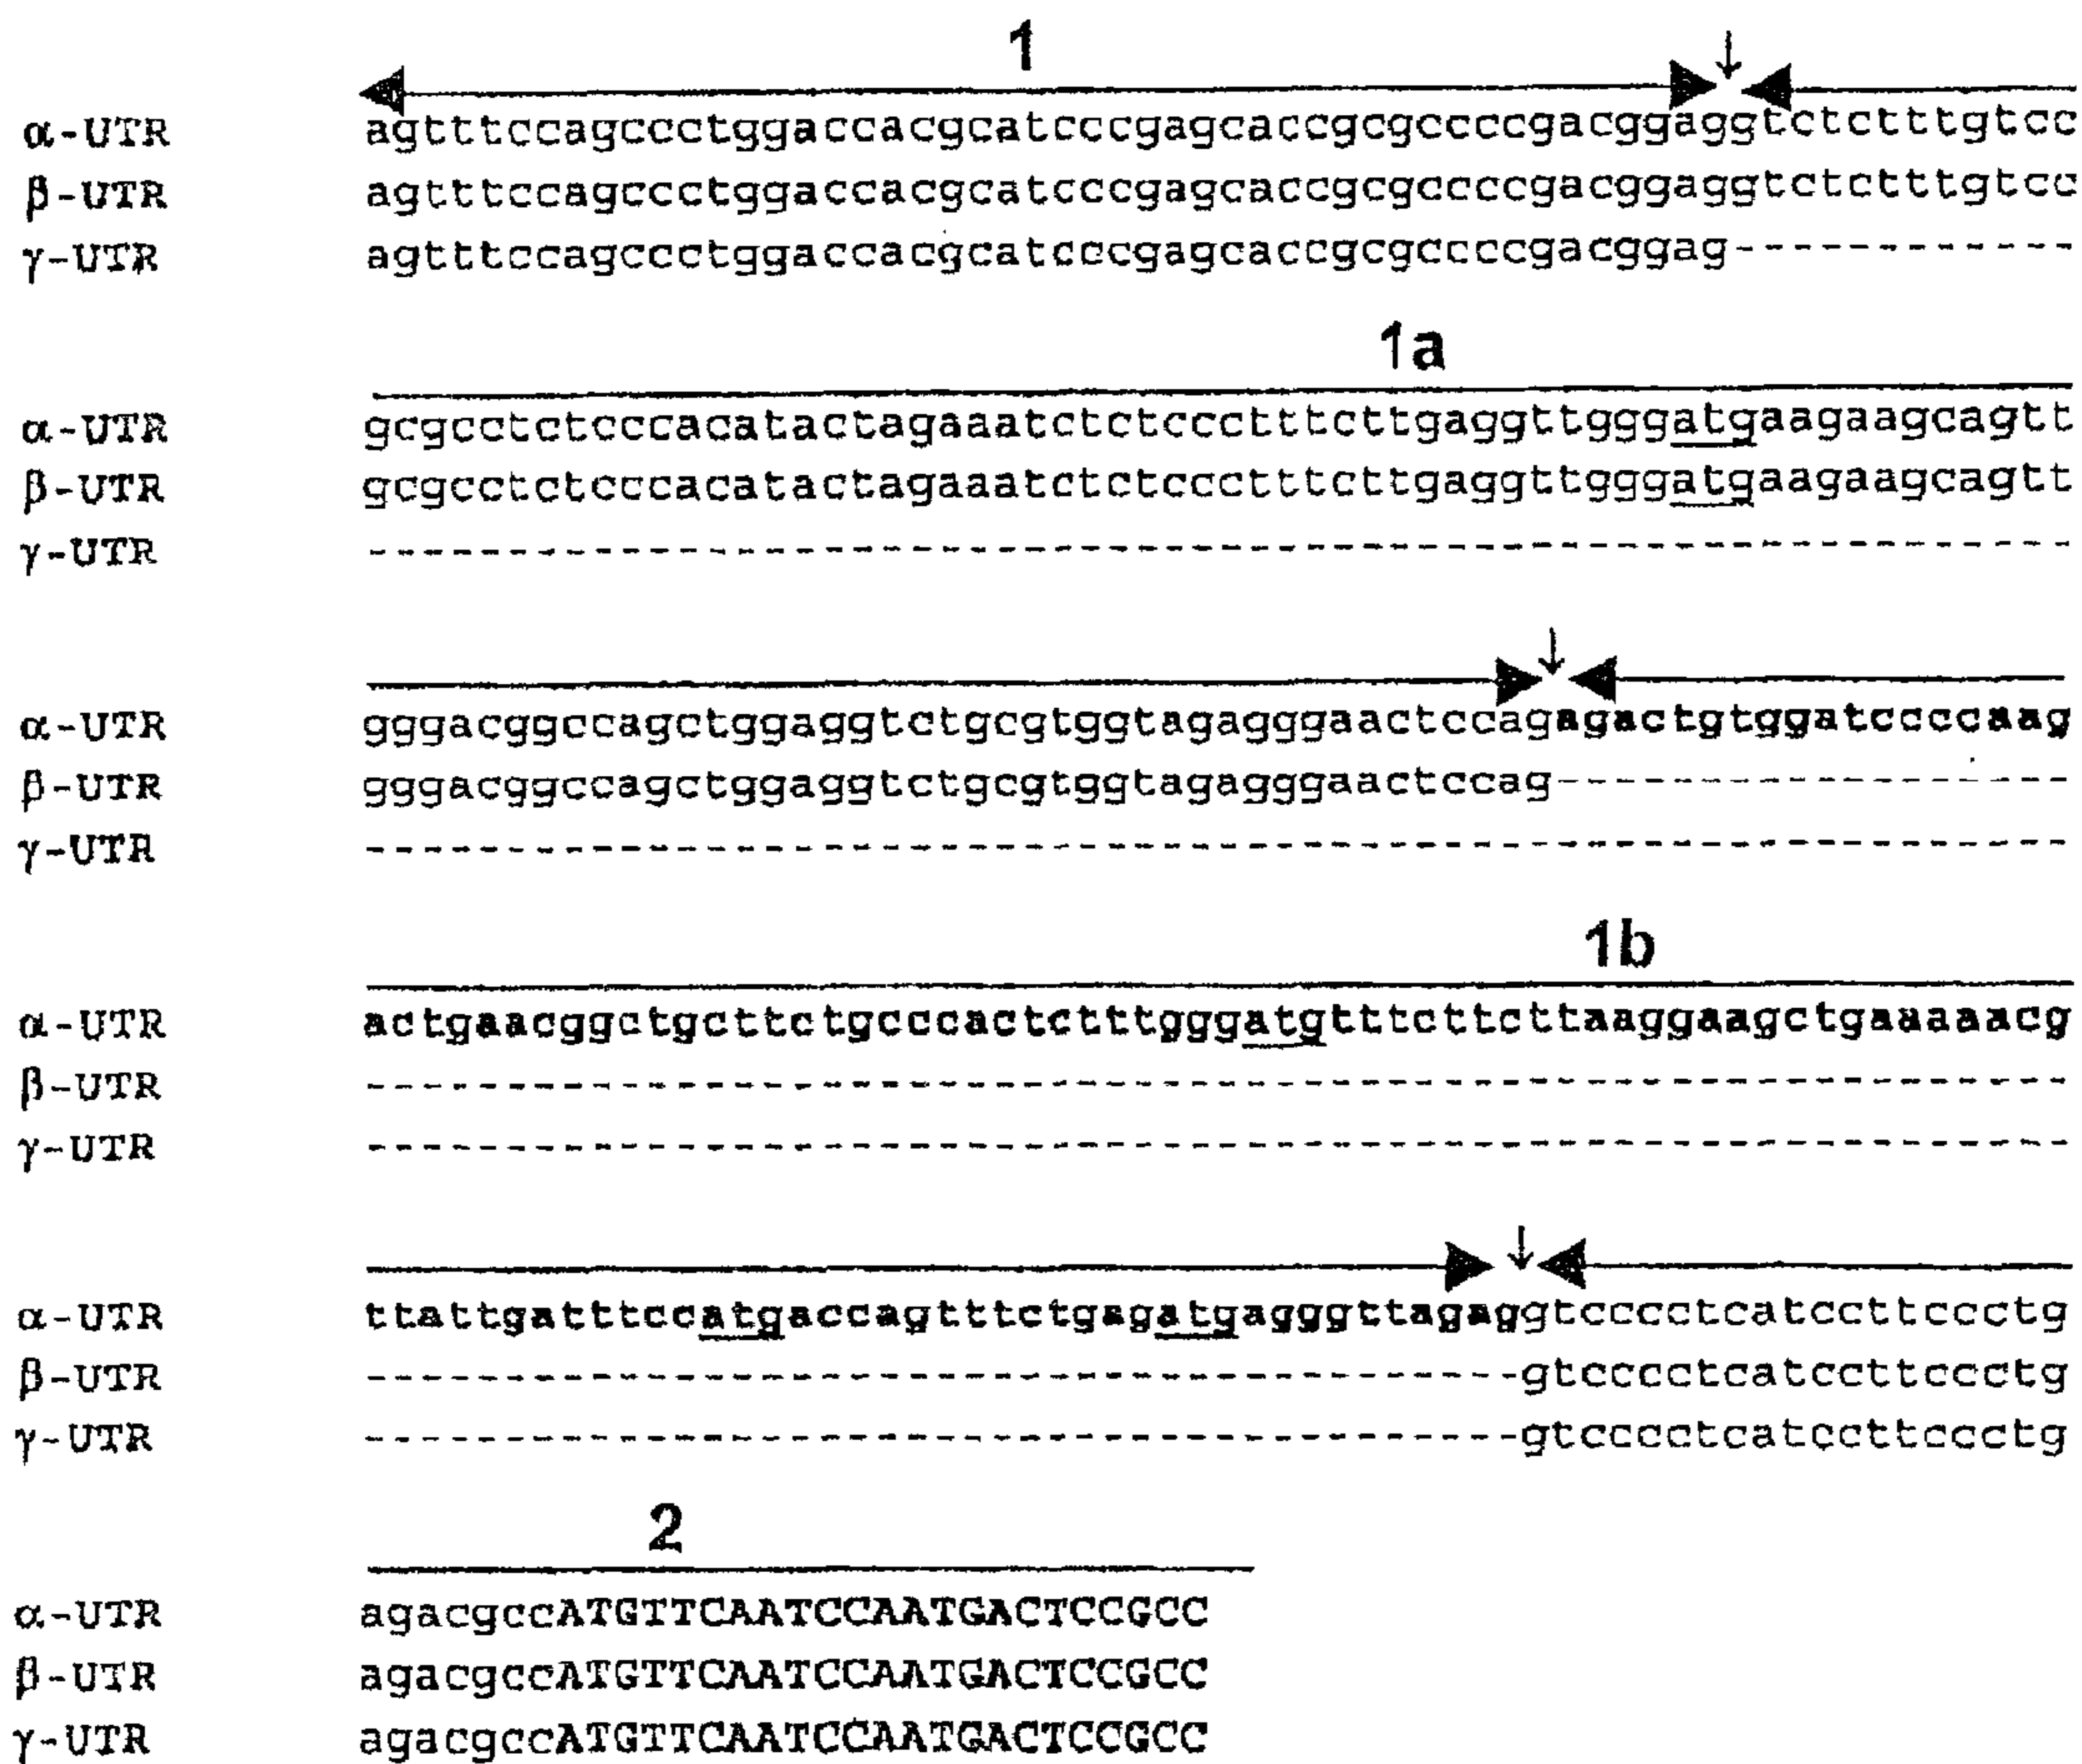 1 ↓
α-UTR agtttccagccctggaccacgcatcccgagcaccgcgccccgacggaggtctctttgtcc
β-UTR agtttccagccctggaccacgcatcccgagcaccgcgccccgacggaggtctctttgtcc
γ-UTR agtttccagccctggaccacgcatcccgagcaccgcgccccgacggag------------
1a
α-UTR gcgcctctcccacatactagaaatctctccctttcttgaggttgggatgaagaagcagtt
β-UTR gcgcctctcccacatactagaaatctctccctttcttgaggttgggatgaagaagcagtt
γ-UTR ------------------------------------------------------------
↓
α-UTR gggacggccagctggaggtctgcgtggtagagggaactccagagactgtggatccccaag
β-UTR gggacggccagctggaggtctgcgtggtagagggaactccag------------------
γ-UTR ------------------------------------------------------------
1b
α-UTR actgaacggctgcttctgcccactctttgggatgtttcttcttaaggaagctgaaaaacg
β-UTR ------------------------------------------------------------
γ-UTR ------------------------------------------------------------
↓
α-UTR ttattgatttccatgaccagtttctgagatgagggttagaggtcccctcatccttccctg
β-UTR -----------------------------------------gtcccctcatccttccctg
γ-UTR -----------------------------------------gtcccctcatccttccctg
2
α-UTR agacgccATGTTCAATCCAATGACTCCGCC
β-UTR agacgccATGTTCAATCCAATGACTCCGCC
γ-UTR agacgccATGTTCAATCCAATGACTCCGCC